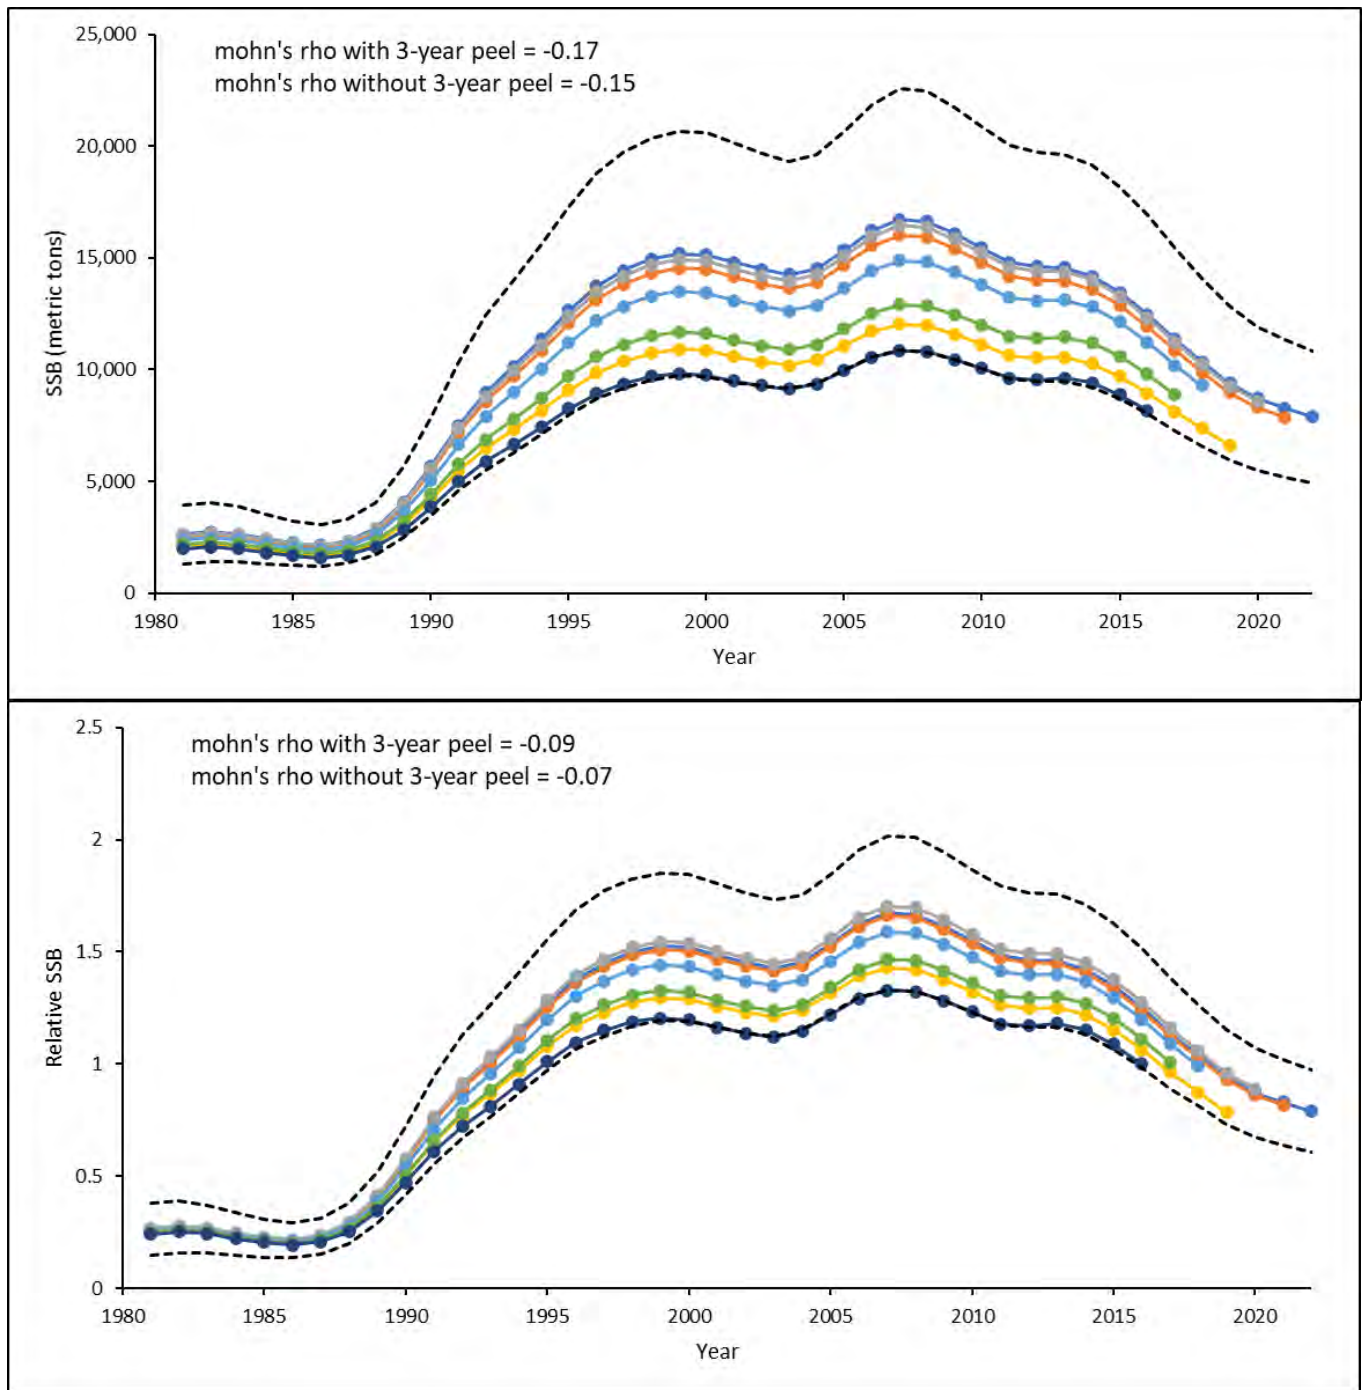 mohn's rho with 3-year peel = -0.17
mohn's rho without 3-year peel = -0.15
25,000
20,000
15,000
10,000
5,000
0
SSB (metric tons)
1980 1985 1990 1995 2000 2005 2010 2015 2020
Year
mohn's rho with 3-year peel = -0.09
mohn's rho without 3-year peel = -0.07
2.5
2
1.5
1
0.5
0
Relative SSB
1980 1985 1990 1995 2000 2005 2010 2015 2020
Year